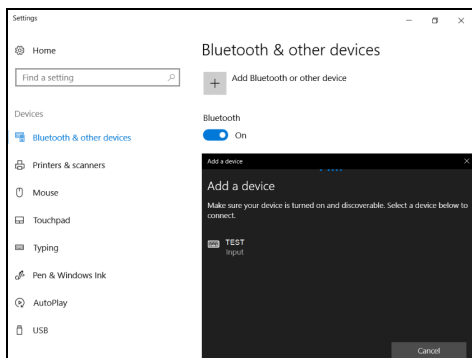 Settings
Home
Find a setting
Devices
Bluetooth & other devices
Printers & scanners
Mouse
Touchpad
Typing
Pen & Windows Ink
AutoPlay
USB
Bluetooth & other devices
Add Bluetooth or other device
Bluetooth
On
Add a device
Add a device
Make sure your device is turned on and discoverable. Select a device below to
connect.
TEST
Input
Cancel